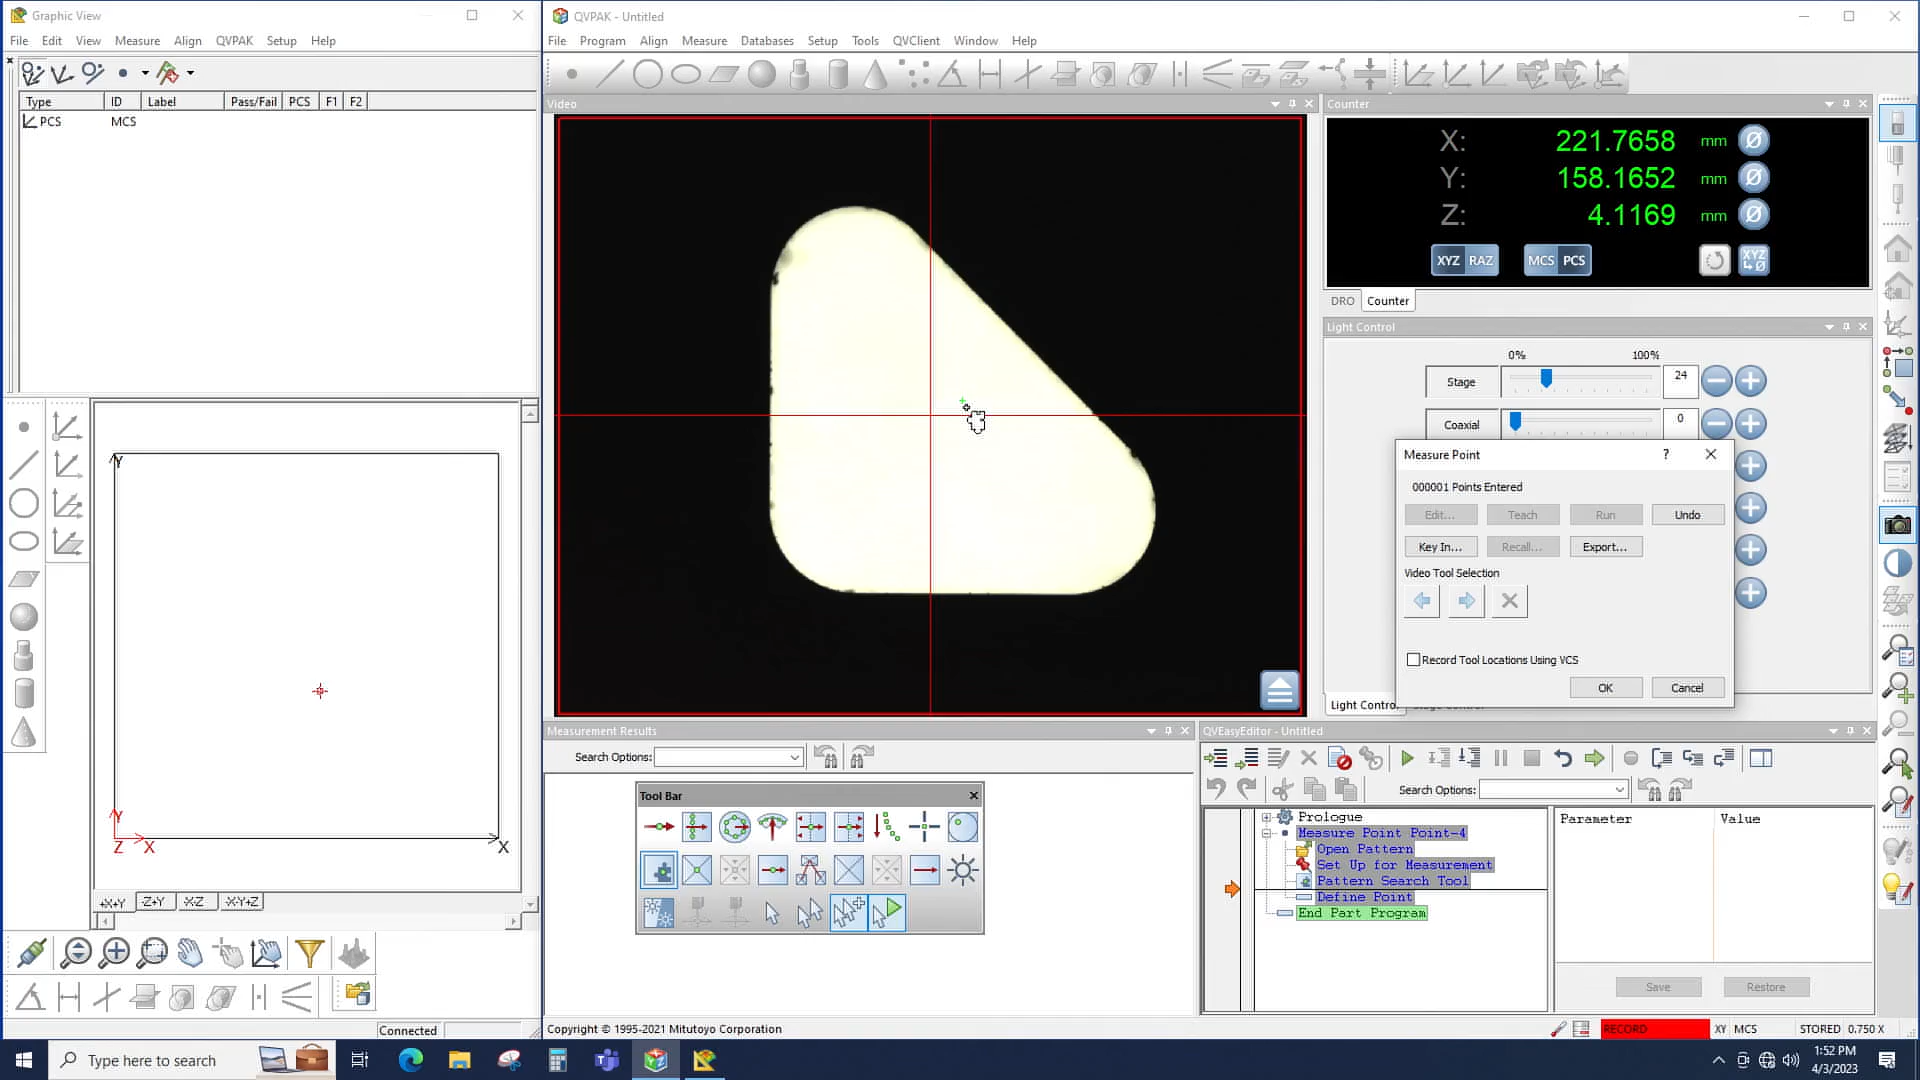 Graphic View
File Edit View Measure Align QVPAK Setup Help
Type ID Label Pass/Fail PCS F1 F2
PCS MCS
Y
Y
Z X
X
+X+Y -Z+Y -X-Z -X-Y+Z
Connected
QVPAK - Untitled
File Program Align Measure Databases Setup Tools QVClient Window Help
Video
Counter
X: 221.7658 mm
Y: 158.1652 mm
Z: 4.1169 mm
XYZ RAZ MCS PCS XYZ
DRO Counter
Light Control
0% 100%
Stage 24
Coaxial 0
Measure Point
000001 Points Entered
Edit... Teach Run Undo
Key In... Recall... Export...
Video Tool Selection
Record Tool Locations Using VCS
OK Cancel
Light Control
Measurement Results
Search Options:
Tool Bar
QVEasyEditor - Untitled
Search Options:
Prologue
Measure Point Point-4
Open Pattern
Set Up for Measurement
Pattern Search Tool
Define Point
End Part Program
Parameter Value
Save Restore
Copyright © 1995-2021 Mitutoyo Corporation
RECORD XY MCS STORED 0.750 X
Type here to search
1:52 PM
4/3/2023